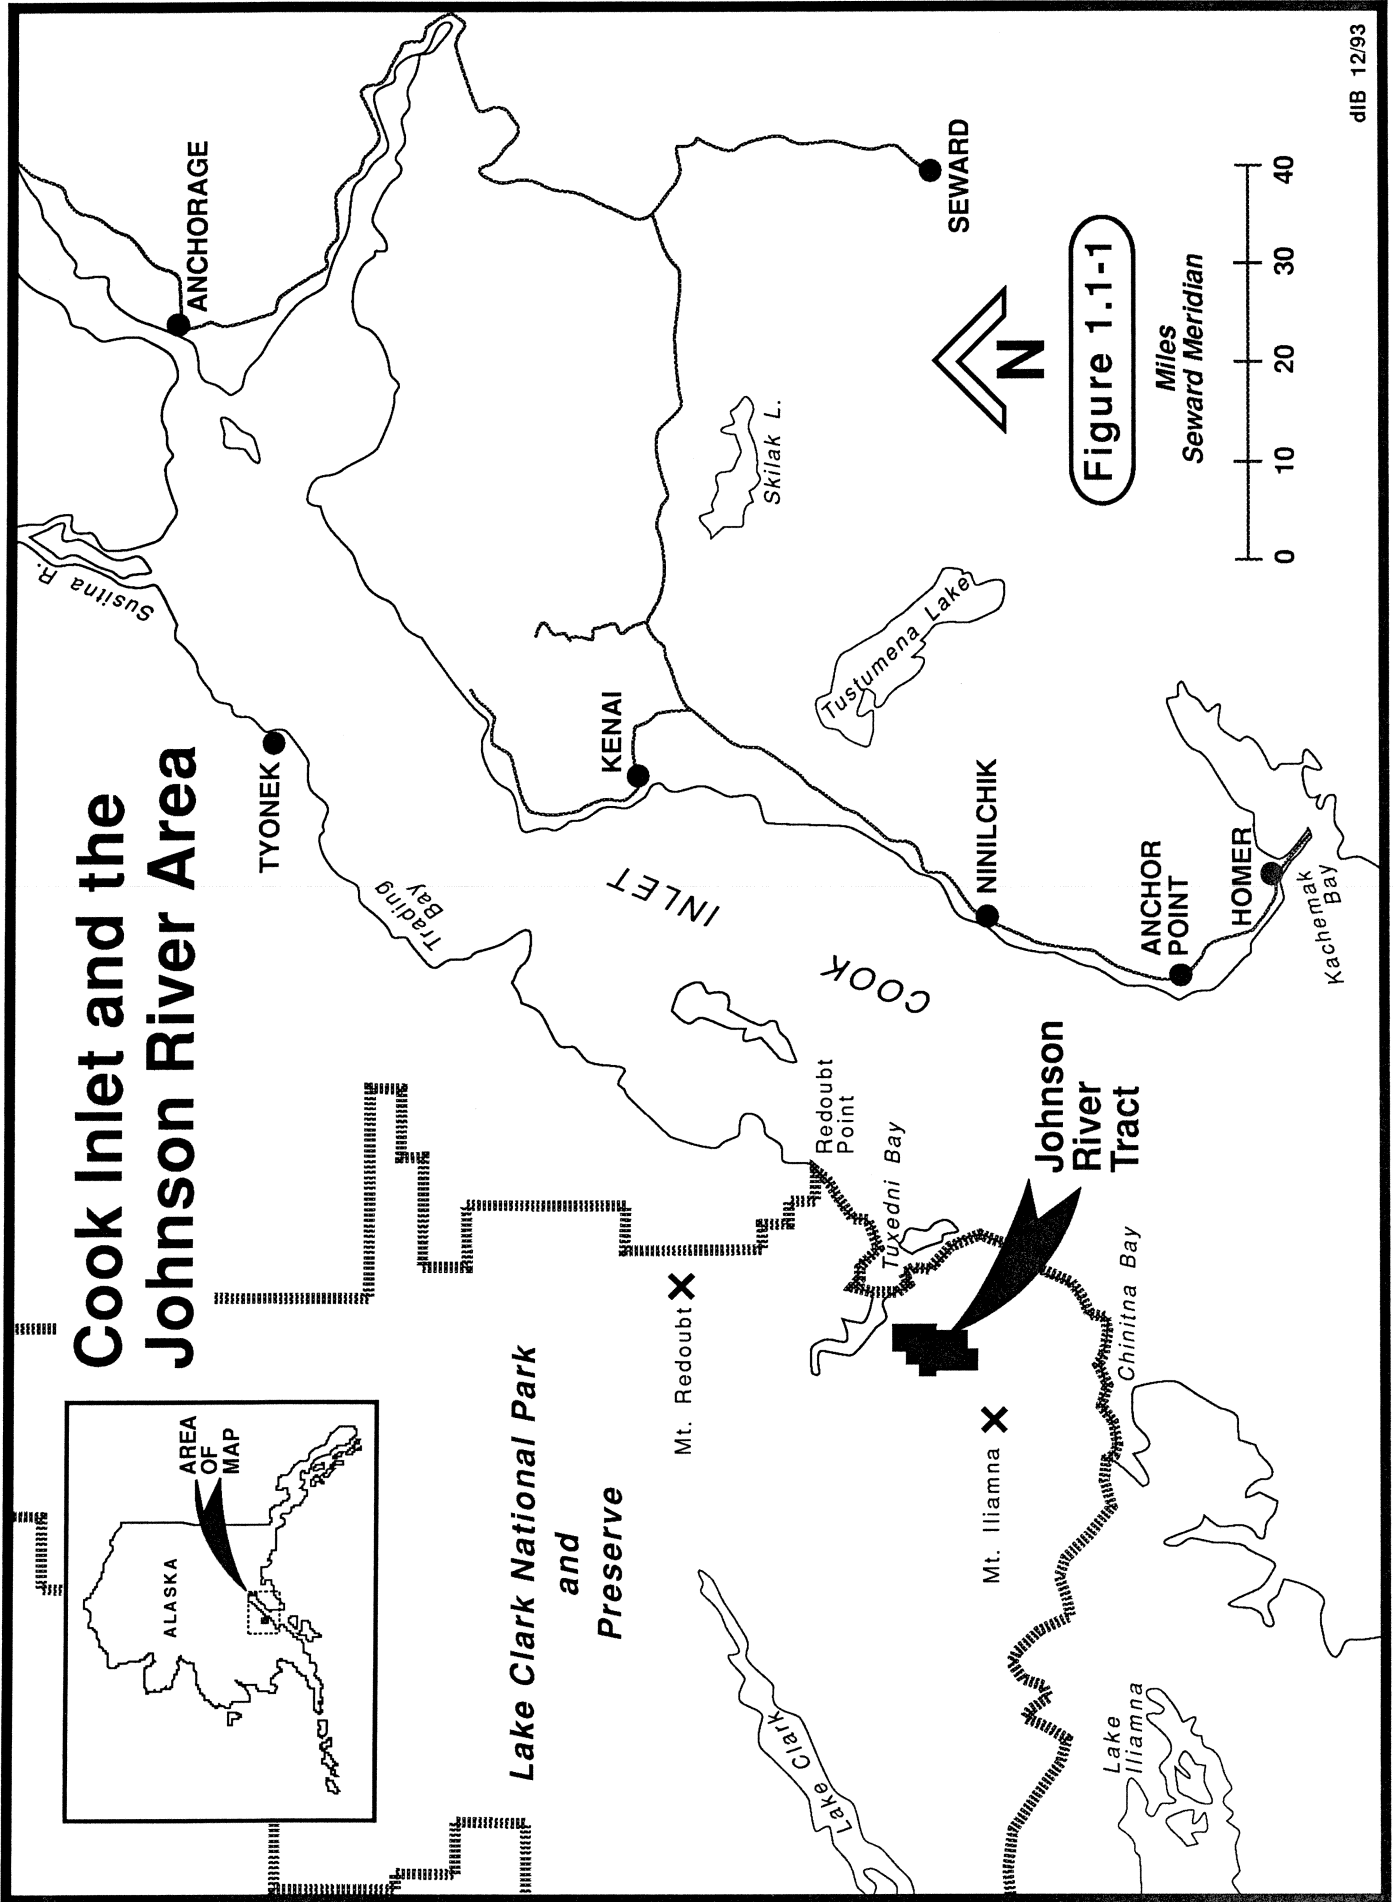 Cook Inlet and the
Johnson River Area
AREA
OF
MAP
ALASKA
Susitna R.
ANCHORAGE
TYONEK
Trading
Bay
KENAI
COOK INLET
Skilak L.
SEWARD
Tustumena Lake
NINILCHIK
ANCHOR
POINT
HOMER
Kachemak
Bay
Lake Clark National Park
and
Preserve
Mt. Redoubt
Redoubt
Point
Tuxedni Bay
Johnson
River
Tract
Mt. Iliamna
Chinitna Bay
Lake Clark
Lake
Iliamna
N
Figure 1.1-1
Miles
Seward Meridian
0 10 20 30 40
dIB 12/93